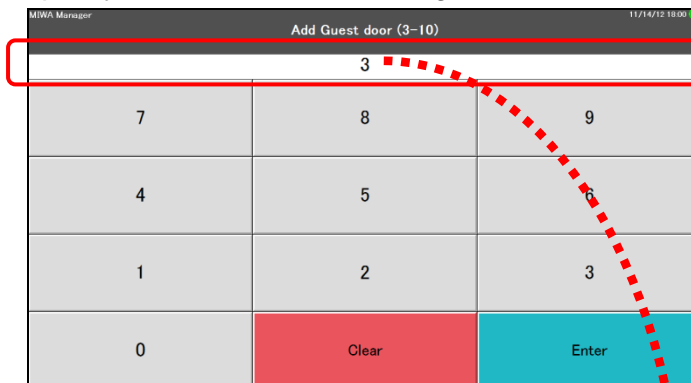 MIWA Manager
11/14/12 18:00
Add Guest door (3-10)
3
7 8 9
4 5 6
1 2 3
0 Clear Enter